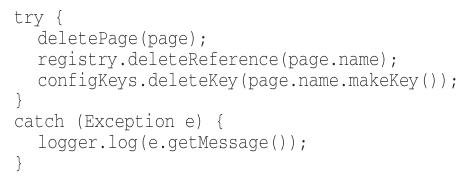 try {
  deletePage(page);
  registry.deleteReference(page.name);
  configKeys.deleteKey(page.name.makeKey());
}
catch (Exception e) {
  logger.log(e.getMessage());
}